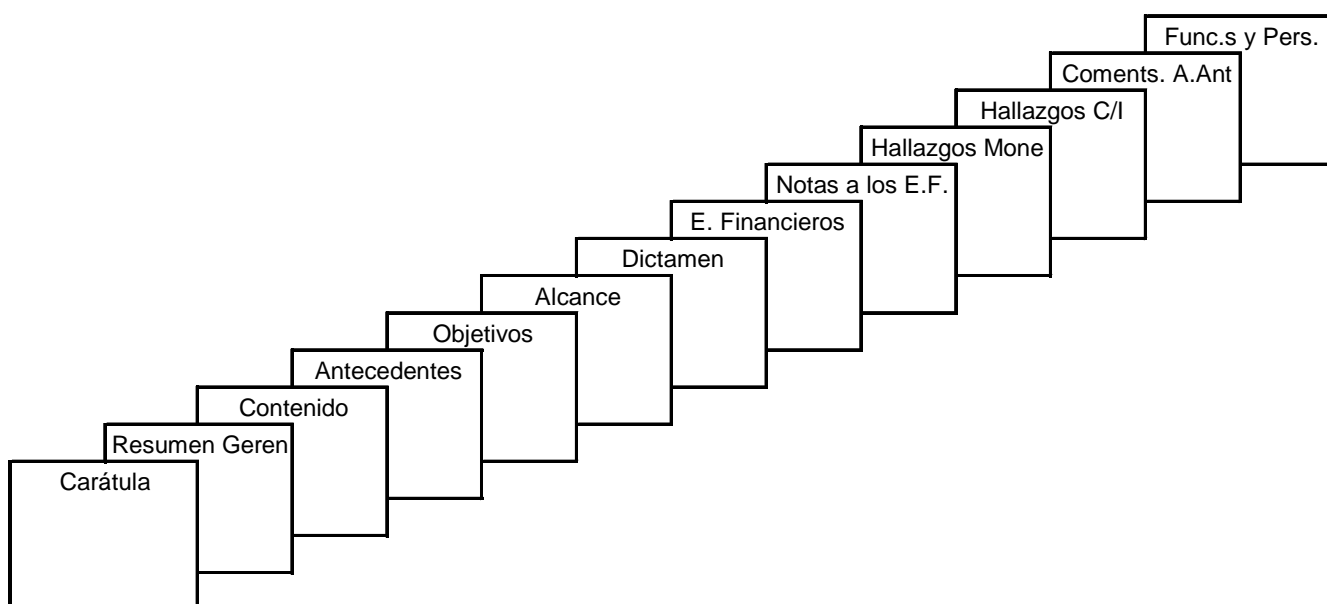 Func.s y Pers.
Coments. A.Ant
Hallazgos C/I
Hallazgos Mone
Notas a los E.F.
E. Financieros
Dictamen
Alcance
Objetivos
Antecedentes
Contenido
Resumen Geren
Carátula